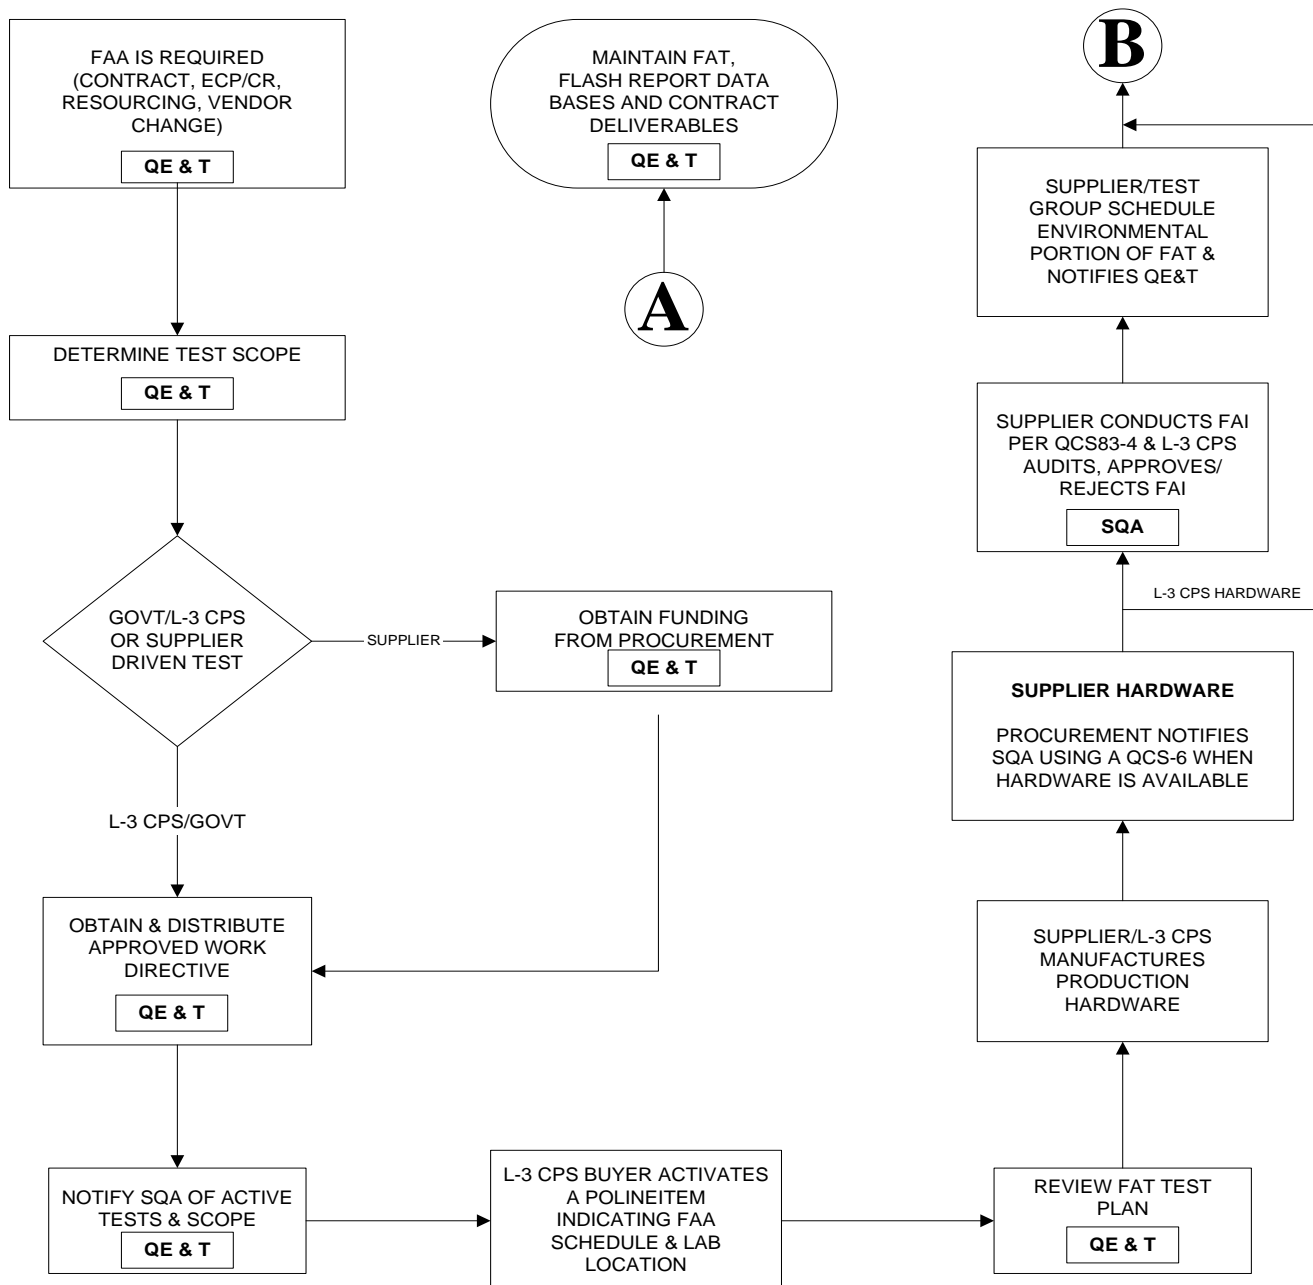 FAA IS REQUIRED
(CONTRACT, ECP/CR,
RESOURCING, VENDOR
CHANGE)
QE & T
DETERMINE TEST SCOPE
QE & T
GOVT/L-3 CPS
OR SUPPLIER
DRIVEN TEST
SUPPLIER
OBTAIN FUNDING
FROM PROCUREMENT
QE & T
L-3 CPS/GOVT
OBTAIN & DISTRIBUTE
APPROVED WORK
DIRECTIVE
QE & T
NOTIFY SQA OF ACTIVE
TESTS & SCOPE
QE & T
L-3 CPS BUYER ACTIVATES
A POLINEITEM
INDICATING FAA
SCHEDULE & LAB
LOCATION
REVIEW FAT TEST
PLAN
QE & T
SUPPLIER/L-3 CPS
MANUFACTURES
PRODUCTION
HARDWARE
SUPPLIER HARDWARE
PROCUREMENT NOTIFIES
SQA USING A QCS-6 WHEN
HARDWARE IS AVAILABLE
L-3 CPS HARDWARE
SUPPLIER CONDUCTS FAI
PER QCS83-4 & L-3 CPS
AUDITS, APPROVES/
REJECTS FAI
SQA
SUPPLIER/TEST
GROUP SCHEDULE
ENVIRONMENTAL
PORTION OF FAT &
NOTIFIES QE&T
B
MAINTAIN FAT,
FLASH REPORT DATA
BASES AND CONTRACT
DELIVERABLES
QE & T
A